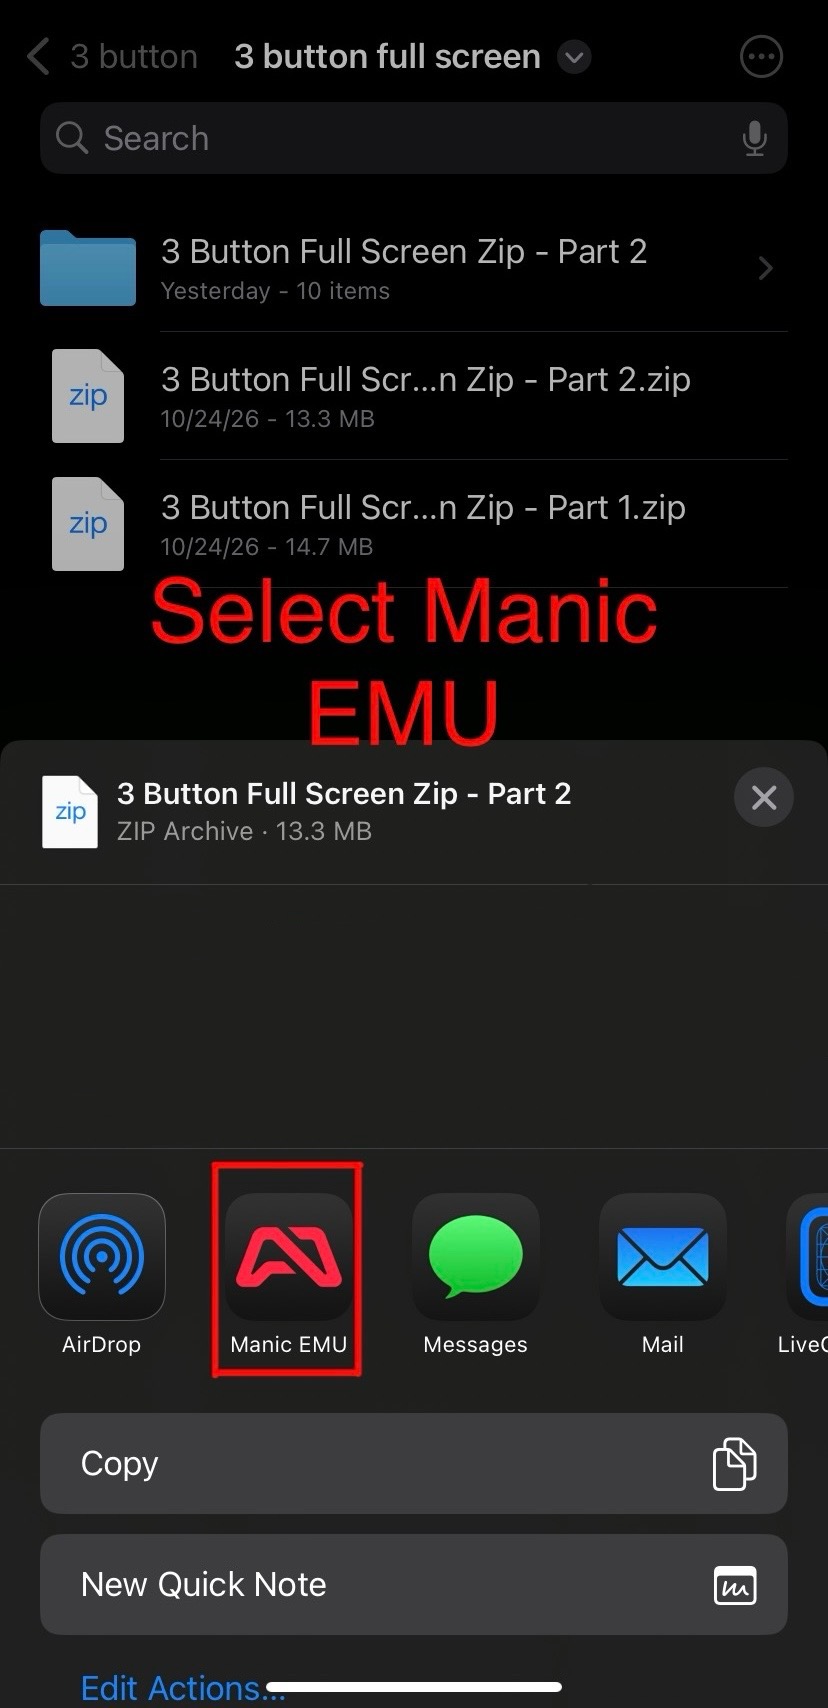 3 button
3 button full screen
Search
3 Button Full Screen Zip - Part 2
Yesterday - 10 items
zip
3 Button Full Scr...n Zip - Part 2.zip
10/24/26 - 13.3 MB
zip
3 Button Full Scr...n Zip - Part 1.zip
10/24/26 - 14.7 MB
Select Manic
EMU
zip
3 Button Full Screen Zip - Part 2
ZIP Archive · 13.3 MB
AirDrop
Manic EMU
Messages
Mail
Copy
New Quick Note
Edit Actions...